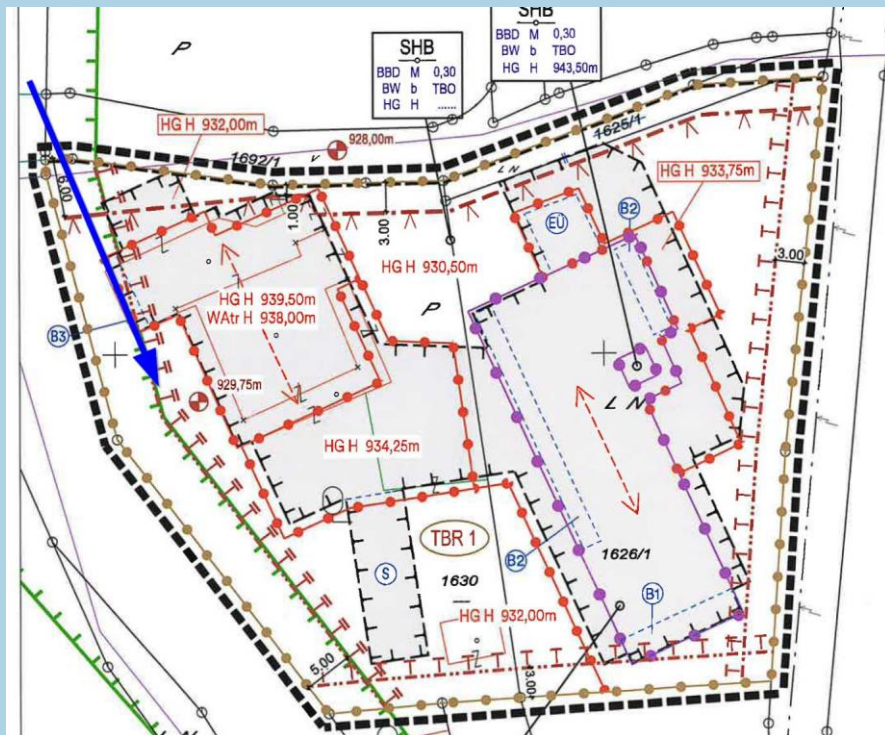 SHB
BBD M 0,30
BW b TBO
HG H ......
SHB
BBD M 0,30
BW b TBO
HG H 943,50m
P
HG H 932,00m
928,00m
1692/1
1625/1
L N
HG H 933,75m
6.00
1.00
3.00
EÜ
B2
HG H 930,50m
3.00
P
HG H 939,50m
WAtr H 938,00m
B3
929,75m
L N
HG H 934,25m
TBR 1
S
1630
B2
1626/1
B1
HG H 932,00m
5.00
13.00